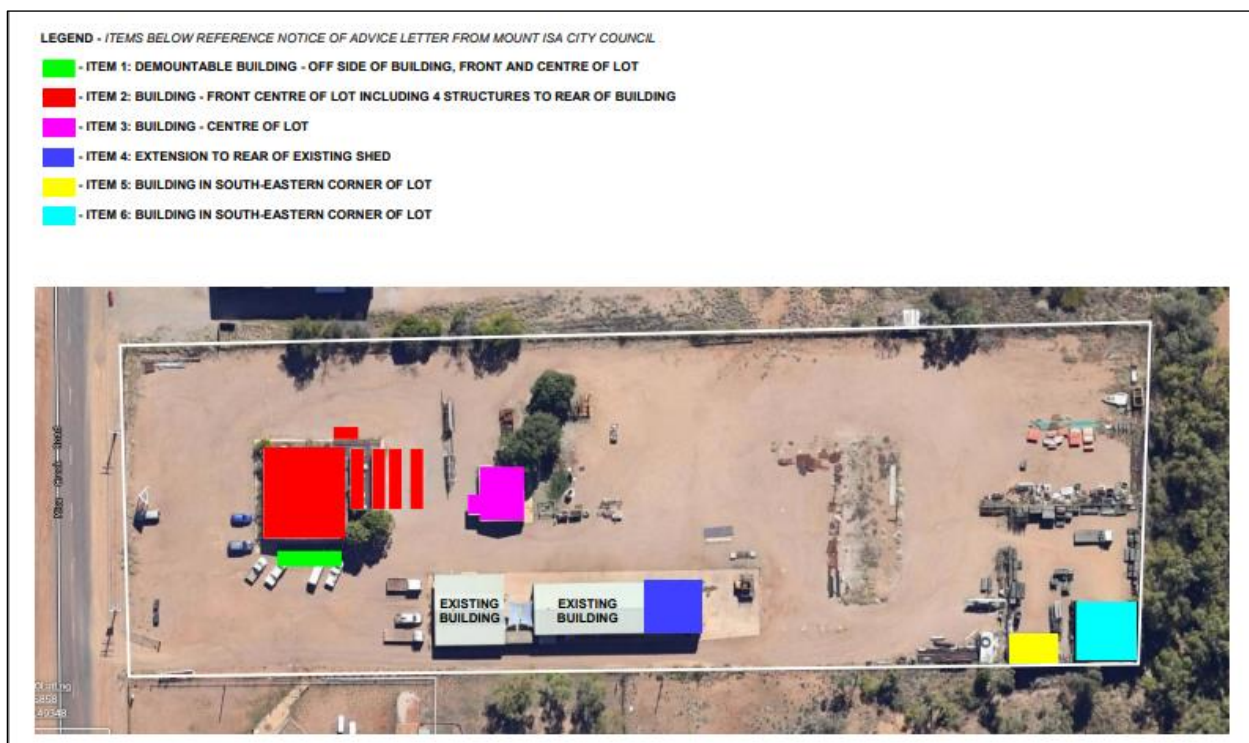 LEGEND - ITEMS BELOW REFERENCE NOTICE OF ADVICE LETTER FROM MOUNT ISA CITY COUNCIL
- ITEM 1: DEMOUNTABLE BUILDING - OFF SIDE OF BUILDING, FRONT AND CENTRE OF LOT
- ITEM 2: BUILDING - FRONT CENTRE OF LOT INCLUDING 4 STRUCTURES TO REAR OF BUILDING
- ITEM 3: BUILDING - CENTRE OF LOT
- ITEM 4: EXTENSION TO REAR OF EXISTING SHED
- ITEM 5: BUILDING IN SOUTH-EASTERN CORNER OF LOT
- ITEM 6: BUILDING IN SOUTH-EASTERN CORNER OF LOT
EXISTING
BUILDING
EXISTING
BUILDING